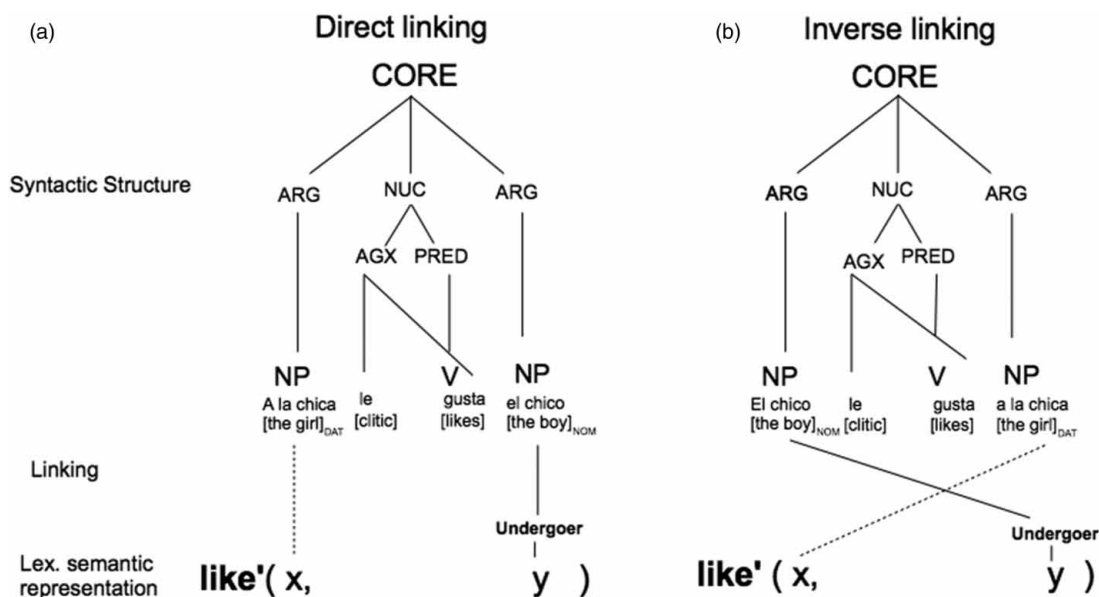 (a)
Direct linking
CORE
Syntactic Structure
ARG
NUC
ARG
AGX
PRED
NP
V
NP
A la chica
[the girl]DAT
le
[clitic]
gusta
[likes]
el chico
[the boy]NOM
Linking
Undergoer
Lex. semantic
representation
like'( x, y )
(b)
Inverse linking
CORE
ARG
NUC
ARG
AGX
PRED
NP
V
NP
El chico
[the boy]NOM
le
[clitic]
gusta
[likes]
a la chica
[the girl]DAT
Undergoer
like' ( x, y )